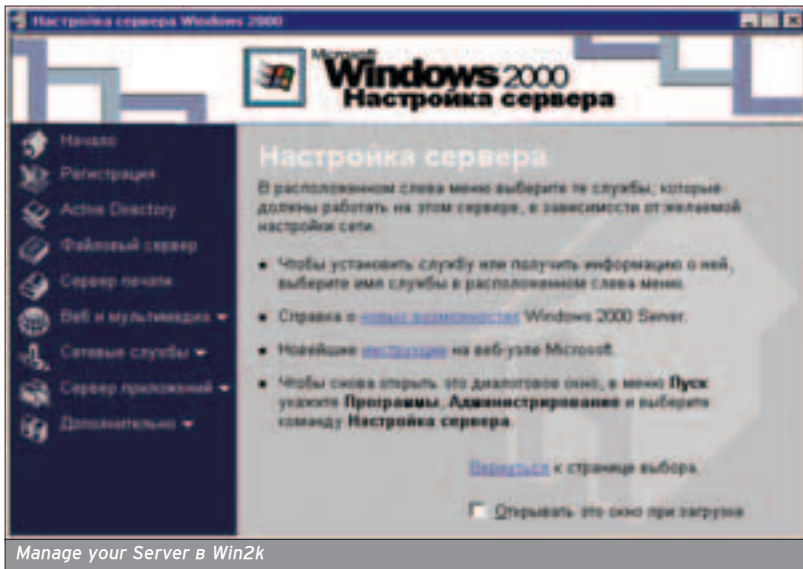 Настройка сервера Windows 2000
Microsoft
Windows 2000
Настройка сервера
Начало
Регистрация
Active Directory
Файловый сервер
Сервер печати
Веб и мультимедиа
Сетевые службы
Сервер приложений
Дополнительно
Настройка сервера
В расположенном слева меню выберите те службы, которые
должны работать на этом сервере, в зависимости от желаемой
настройки сети.
Чтобы установить службу или получить информацию о ней,
выберите имя службы в расположенном слева меню.
Справка о новых возможностях Windows 2000 Server.
Новейшие инструкции на веб-узле Microsoft.
Чтобы снова открыть это диалоговое окно, в меню Пуск
укажите Программы, Администрирование и выберите
команду Настройка сервера.
Вернуться к странице выбора.
Открывать это окно при загрузке
Manage your Server в Win2k